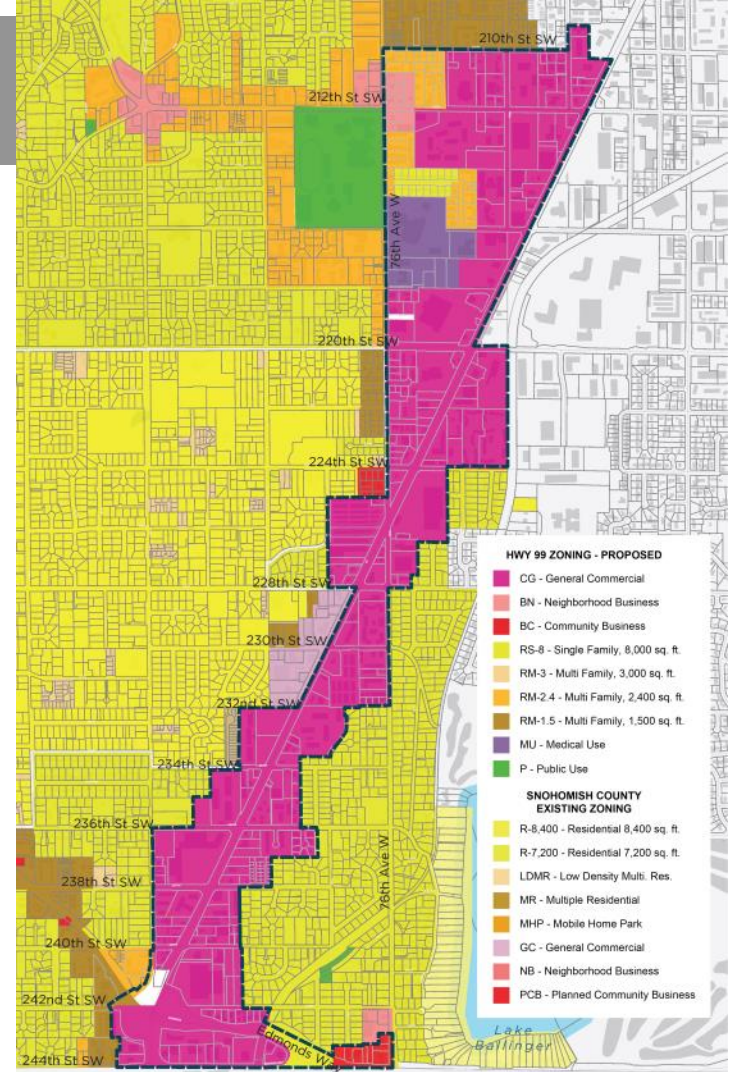 210th St SW
212th St SW
76th Ave W
220th St SW
224th St SW
228th St SW
230th St SW
232nd St SW
234th St SW
236th St SW
238th St SW
76th Ave W
240th St SW
242nd St SW
244th St SW
Edmonds Way
Lake
Ballinger
HWY 99 ZONING - PROPOSED
CG - General Commercial
BN - Neighborhood Business
BC - Community Business
RS-8 - Single Family, 8,000 sq. ft.
RM-3 - Multi Family, 3,000 sq. ft.
RM-2.4 - Multi Family, 2,400 sq. ft.
RM-1.5 - Multi Family, 1,500 sq. ft.
MU - Medical Use
P - Public Use
SNOHOMISH COUNTY
EXISTING ZONING
R-8,400 - Residential 8,400 sq. ft.
R-7,200 - Residential 7,200 sq. ft.
LDMR - Low Density Multi. Res.
MR - Multiple Residential
MHP - Mobile Home Park
GC - General Commercial
NB - Neighborhood Business
PCB - Planned Community Business